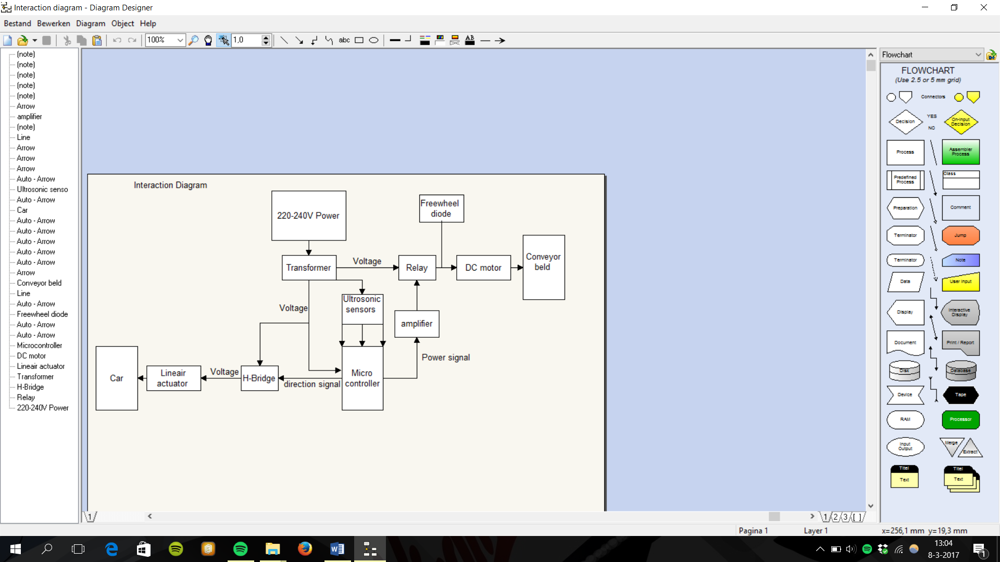 Interaction diagram - Diagram Designer
Bestand Bewerken Diagram Object Help
100%
1,0
abc
AB
(note)
(note)
(note)
(note)
(note)
Arrow
amplifier
(note)
Line
Arrow
Arrow
Arrow
Auto - Arrow
Ultrosonic senso
Auto - Arrow
Car
Auto - Arrow
Auto - Arrow
Auto - Arrow
Auto - Arrow
Auto - Arrow
Arrow
Conveyor beld
Line
Auto - Arrow
Freewheel diode
Auto - Arrow
Auto - Arrow
Microcontroller
DC motor
Lineair actuator
Transformer
H-Bridge
Relay
220-240V Power
Interaction Diagram
220-240V Power
Freewheel
diode
Conveyor
beld
Transformer
Voltage
Relay
DC motor
Voltage
Ultrosonic
sensors
amplifier
Power signal
Car
Lineair
actuator
Voltage
H-Bridge
direction signal
Micro
controller
Flowchart
FLOWCHART
(Use 2.5 or 5 mm grid)
Connectors
Decision
YES
NO
On-input
Decision
Process
Assembler
Process
Predefined
Process
Class
Preparation
Comment
Terminator
Jump
Terminator
Note
Data
User input
Display
Interactive
Display
Document
Print / Report
Disk
Database
Device
Tape
RAM
Processor
Input
Output
Merge
Extract
Titel
Text
Titel
Text
1
1 2 3 [ ]
Pagina 1
Layer 1
x=256,1 mm y=19,3 mm
13:04
8-3-2017
1